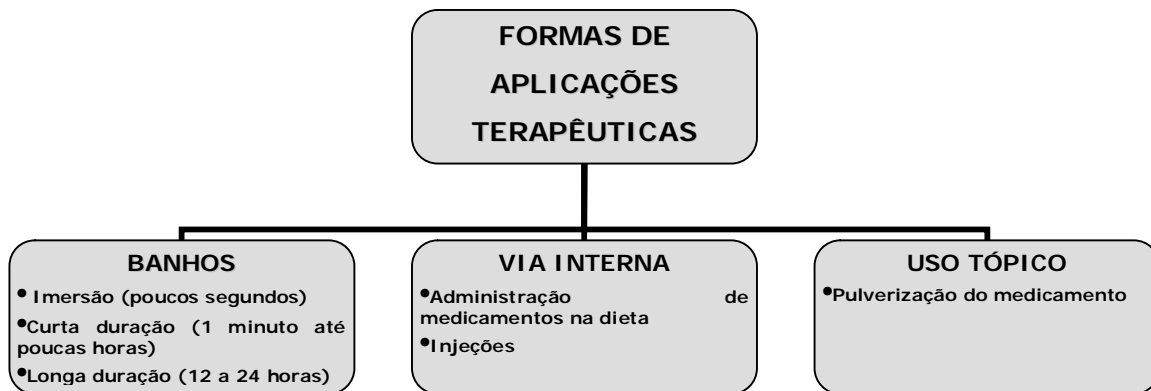 FORMAS DE
APLICAÇÕES
TERAPÊUTICAS
BANHOS
• Imersão (poucos segundos)
•Curta duração (1 minuto até
poucas horas)
•Longa duração (12 a 24 horas)
VIA INTERNA
•Administração de
medicamentos na dieta
•Injeções
USO TÓPICO
•Pulverização do medicamento